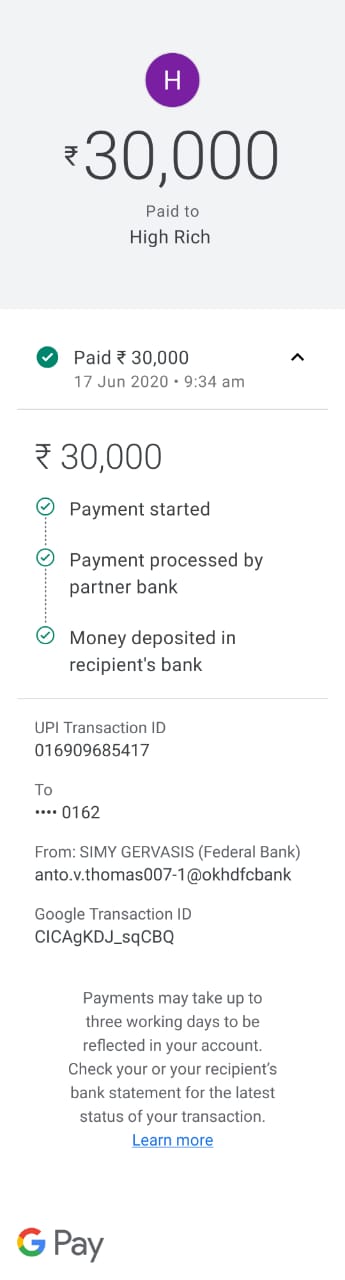 H
₹30,000
Paid to
High Rich
Paid ₹ 30,000
17 Jun 2020 • 9:34 am
₹ 30,000
Payment started
Payment processed by
partner bank
Money deposited in
recipient's bank
UPI Transaction ID
016909685417
To
•••• 0162
From: SIMY GERVASIS (Federal Bank)
anto.v.thomas007-1@okhdfcbank
Google Transaction ID
CICAgKDJ_sqCBQ
Payments may take up to
three working days to be
reflected in your account.
Check your or your recipient’s
bank statement for the latest
status of your transaction.
Learn more
G Pay